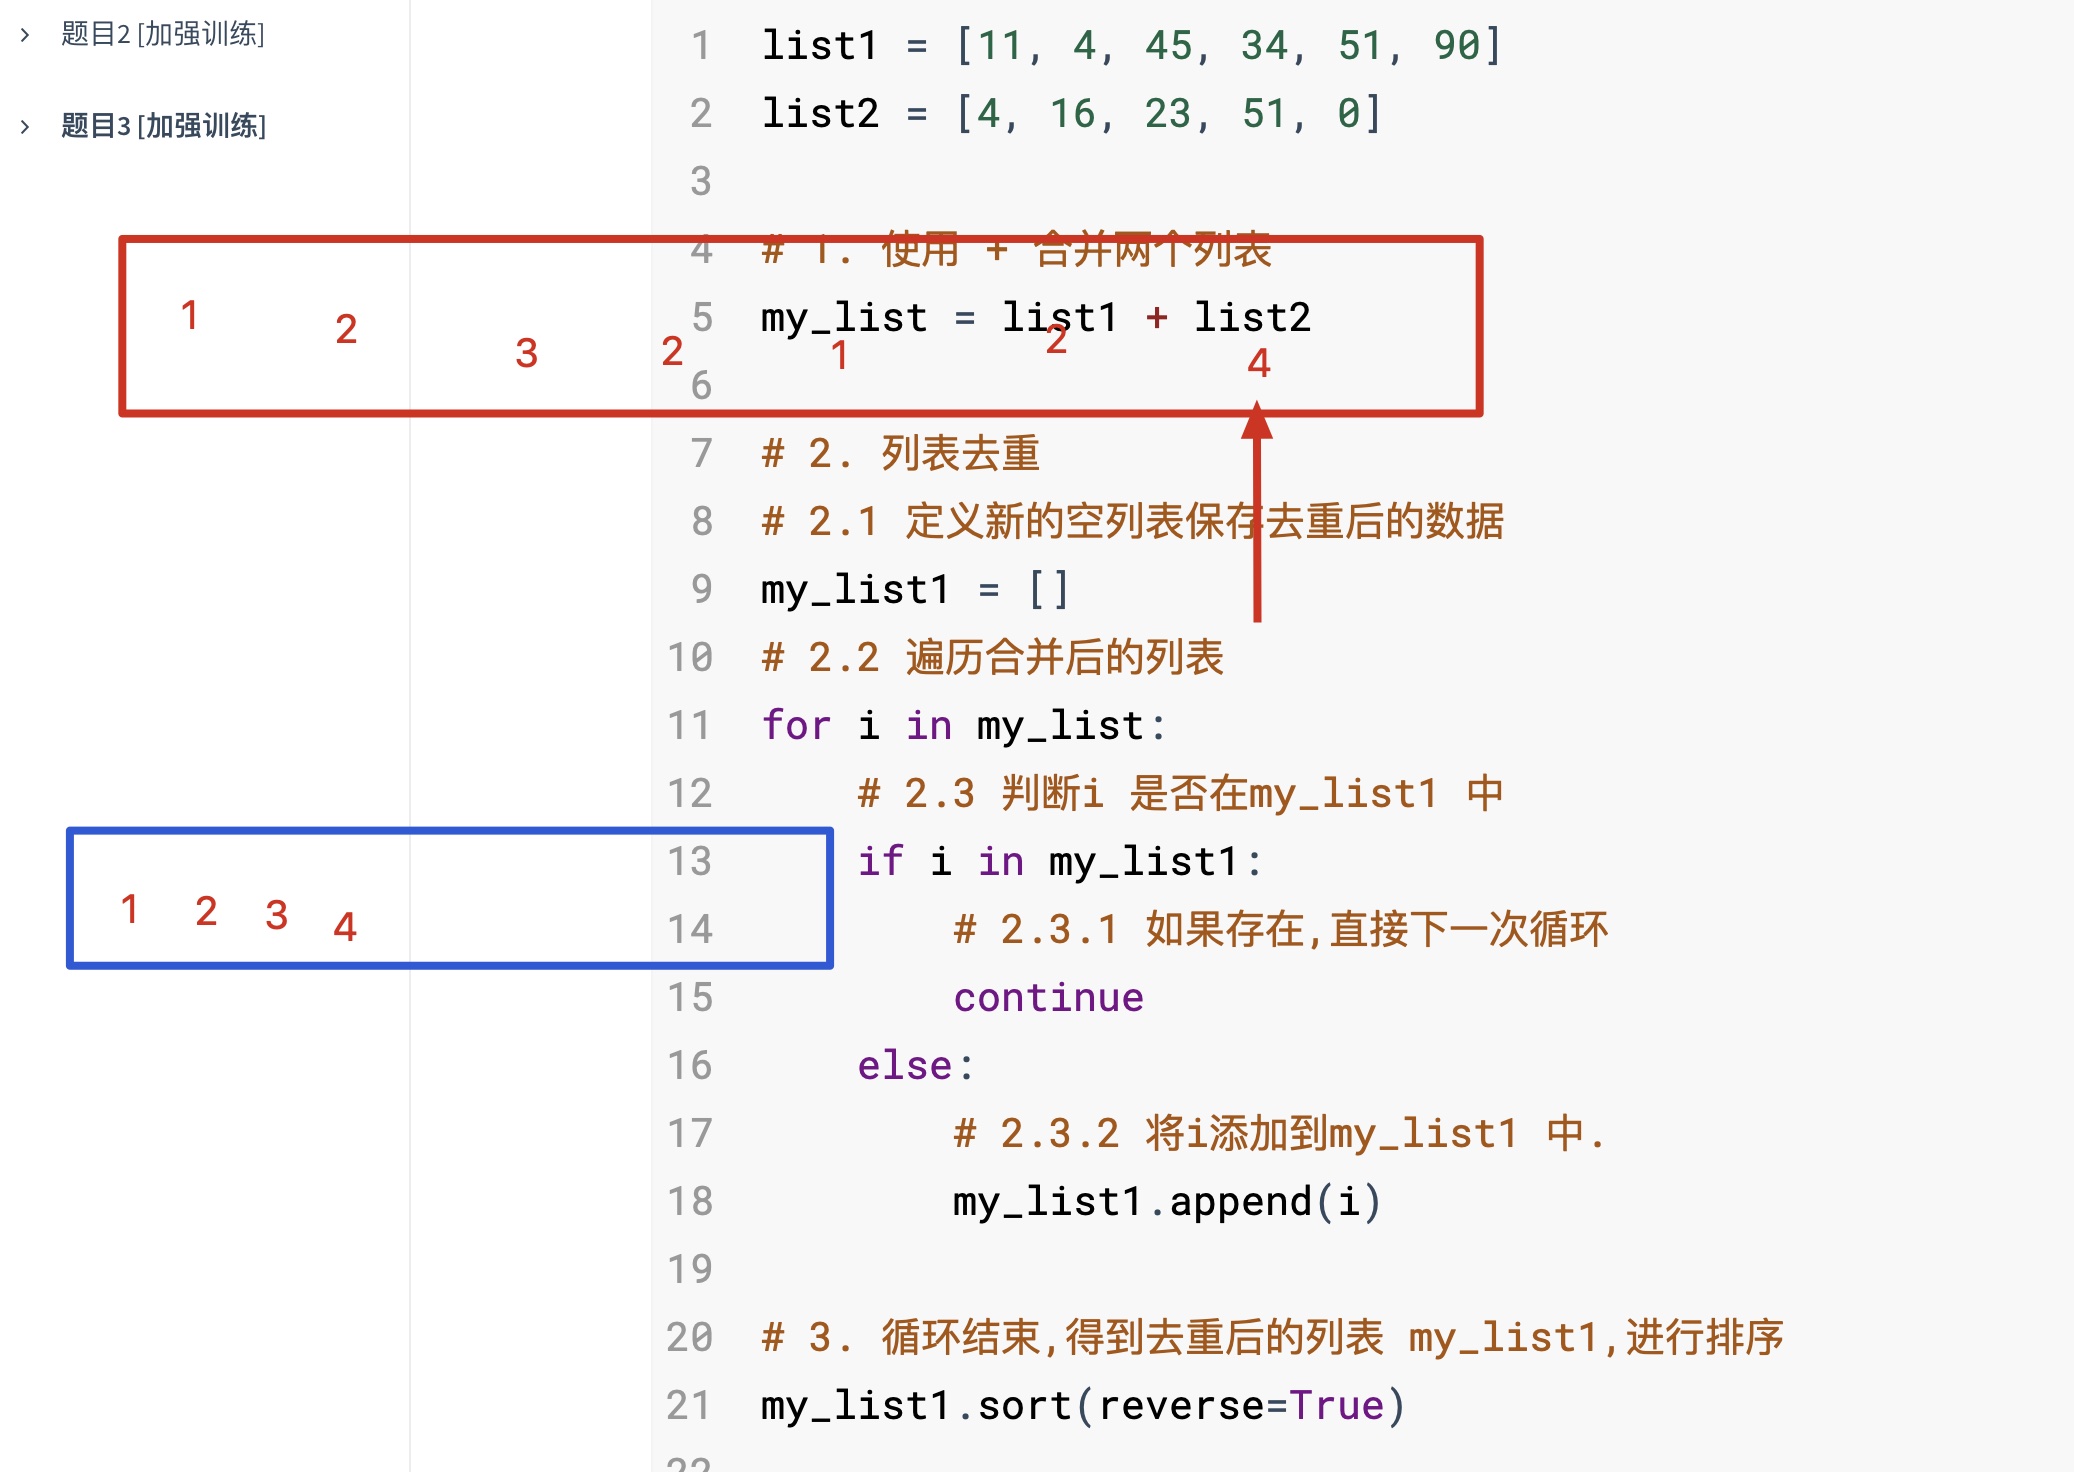 题目2 [加强训练]
题目3 [加强训练]
1 list1 = [11, 4, 45, 34, 51, 90]
2 list2 = [4, 16, 23, 51, 0]
3
4 # 1. 使用 + 合并两个列表
5 my_list = list1 + list2
6
1 2 3 2 1 2 4
7 # 2. 列表去重
8 # 2.1 定义新的空列表保存去重后的数据
9 my_list1 = []
10 # 2.2 遍历合并后的列表
11 for i in my_list:
12     # 2.3 判断i 是否在my_list1 中
13     if i in my_list1:
1 2 3 4
14         # 2.3.1 如果存在,直接下一次循环
15         continue
16     else:
17         # 2.3.2 将i添加到my_list1 中.
18         my_list1.append(i)
19
20 # 3. 循环结束,得到去重后的列表 my_list1,进行排序
21 my_list1.sort(reverse=True)
22